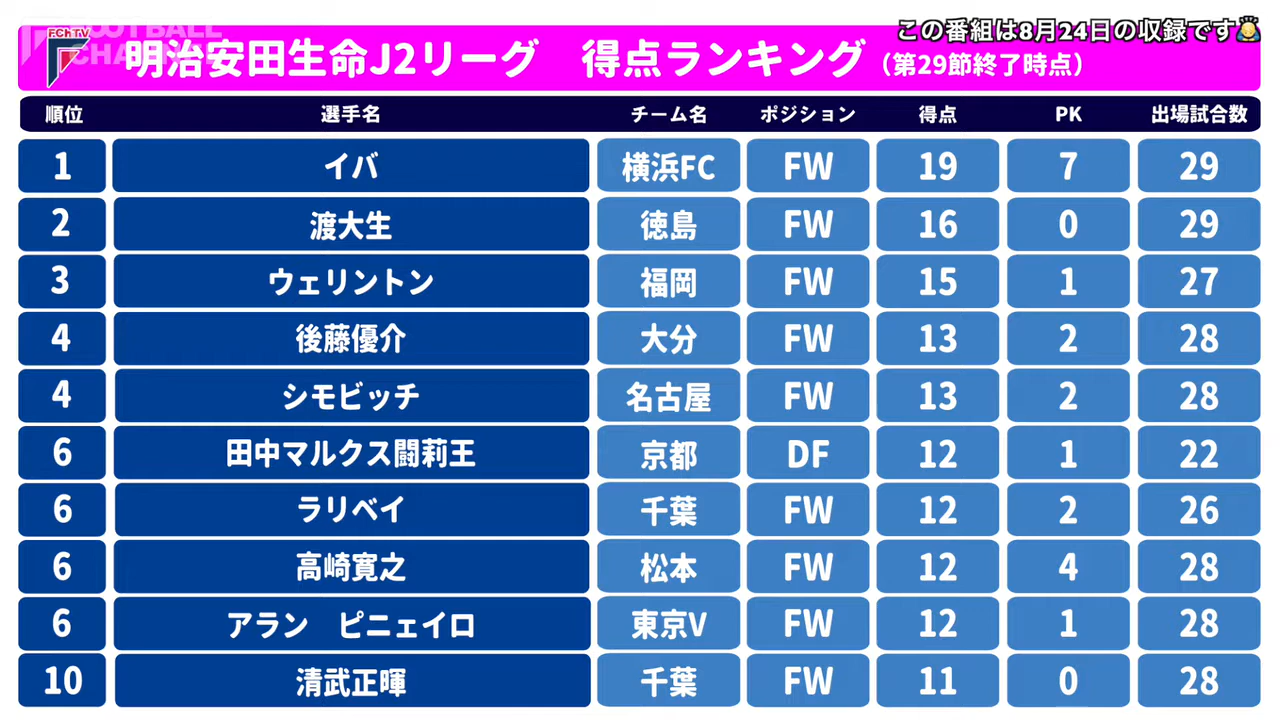 この番組は8月24日の収録です
F.ChTV
FOOTBALL
CHANNEL
明治安田生命J2リーグ 得点ランキング（第29節終了時点）
順位 選手名 チーム名 ポジション 得点 PK 出場試合数
1 イバ 横浜FC FW 19 7 29
2 渡大生 徳島 FW 16 0 29
3 ウェリントン 福岡 FW 15 1 27
4 後藤優介 大分 FW 13 2 28
4 シモビッチ 名古屋 FW 13 2 28
6 田中マルクス闘莉王 京都 DF 12 1 22
6 ラリベイ 千葉 FW 12 2 26
6 高崎寛之 松本 FW 12 4 28
6 アラン ピニェイロ 東京V FW 12 1 28
10 清武正暉 千葉 FW 11 0 28